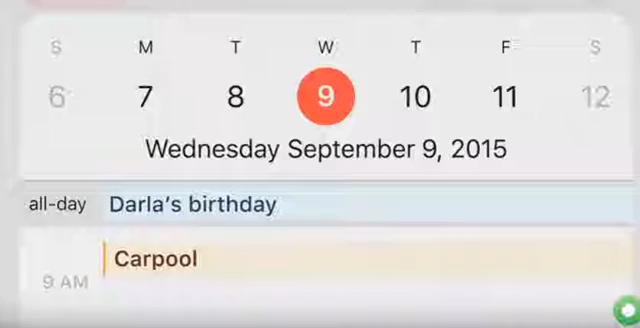 S M T W T F S
6 7 8 9 10 11 12
Wednesday September 9, 2015
all-day Darla's birthday
Carpool
9 AM